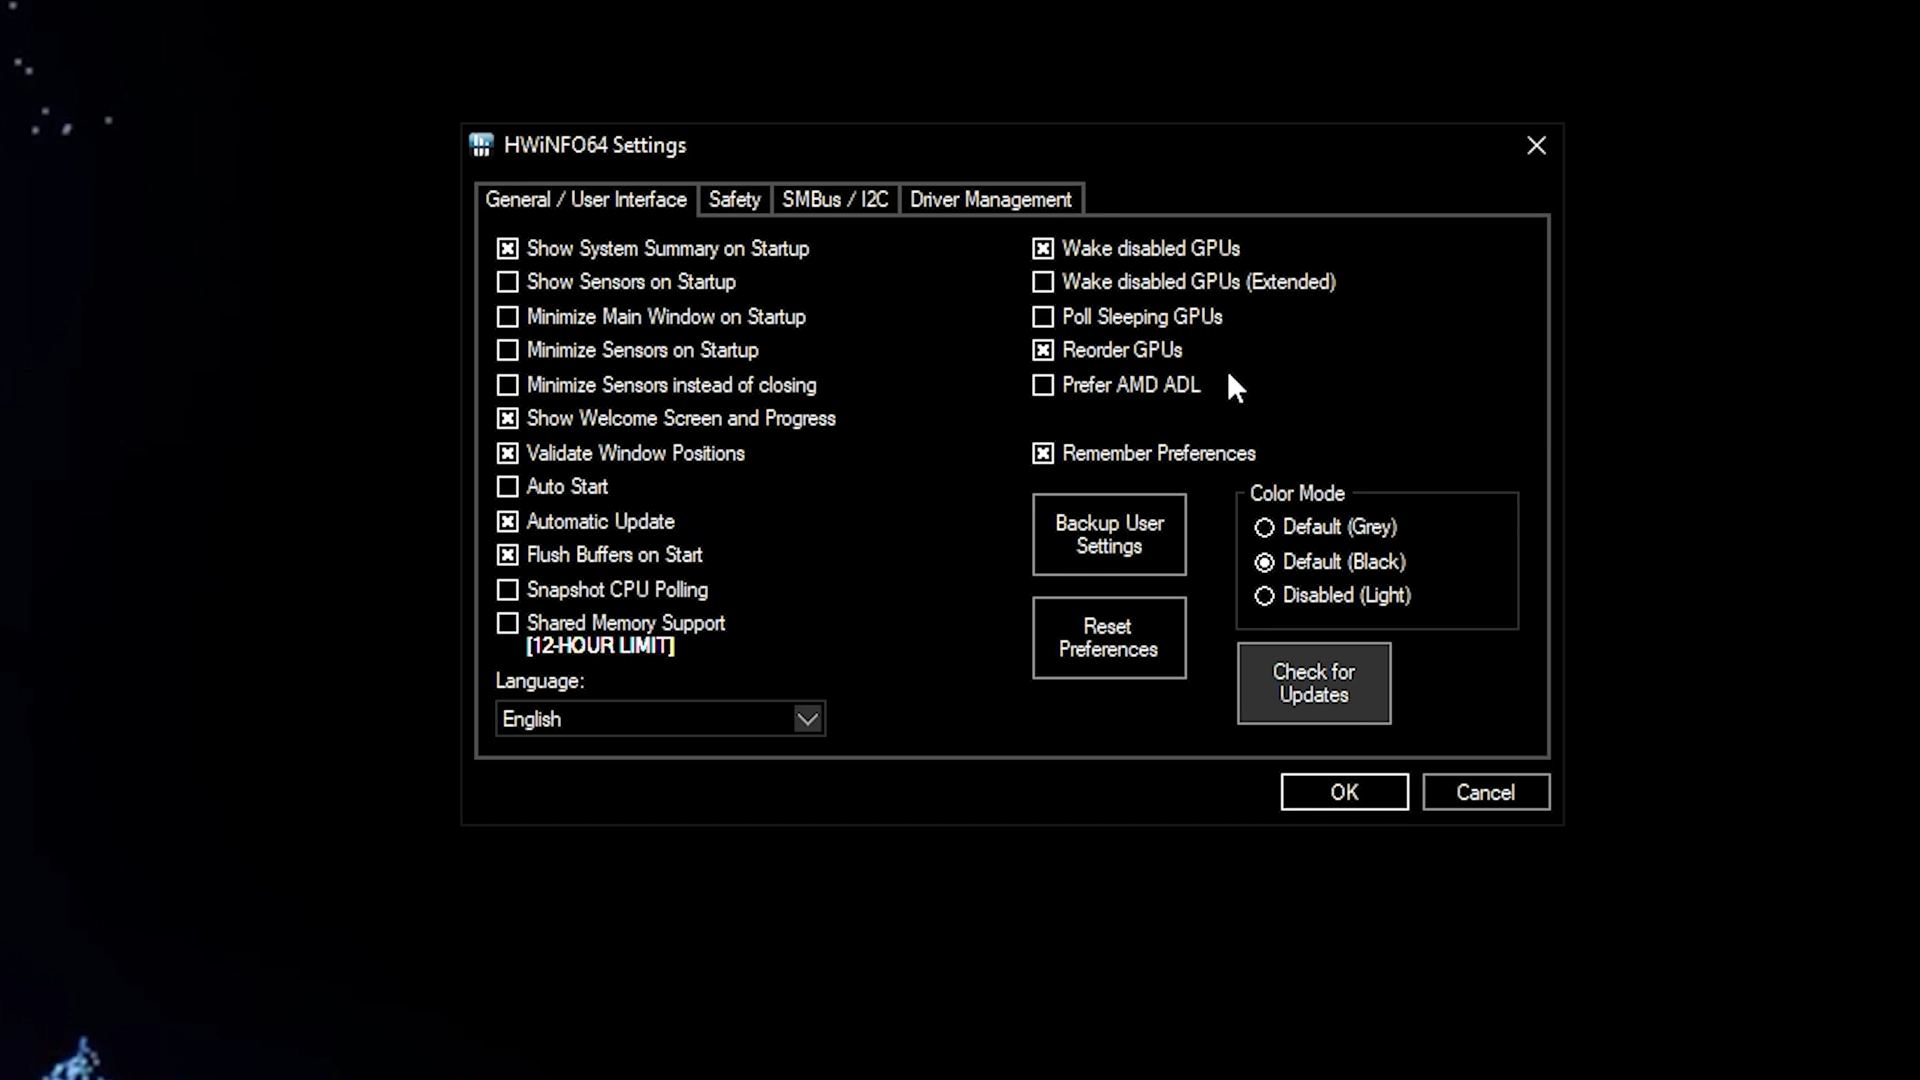 HWiNFO64 Settings
General / User Interface
Safety
SMBus / I2C
Driver Management
Show System Summary on Startup
Show Sensors on Startup
Minimize Main Window on Startup
Minimize Sensors on Startup
Minimize Sensors instead of closing
Show Welcome Screen and Progress
Validate Window Positions
Auto Start
Automatic Update
Flush Buffers on Start
Snapshot CPU Polling
Shared Memory Support
[12-HOUR LIMIT]
Language:
English
Wake disabled GPUs
Wake disabled GPUs (Extended)
Poll Sleeping GPUs
Reorder GPUs
Prefer AMD ADL
Remember Preferences
Backup User
Settings
Reset
Preferences
Color Mode
Default (Grey)
Default (Black)
Disabled (Light)
Check for
Updates
OK
Cancel